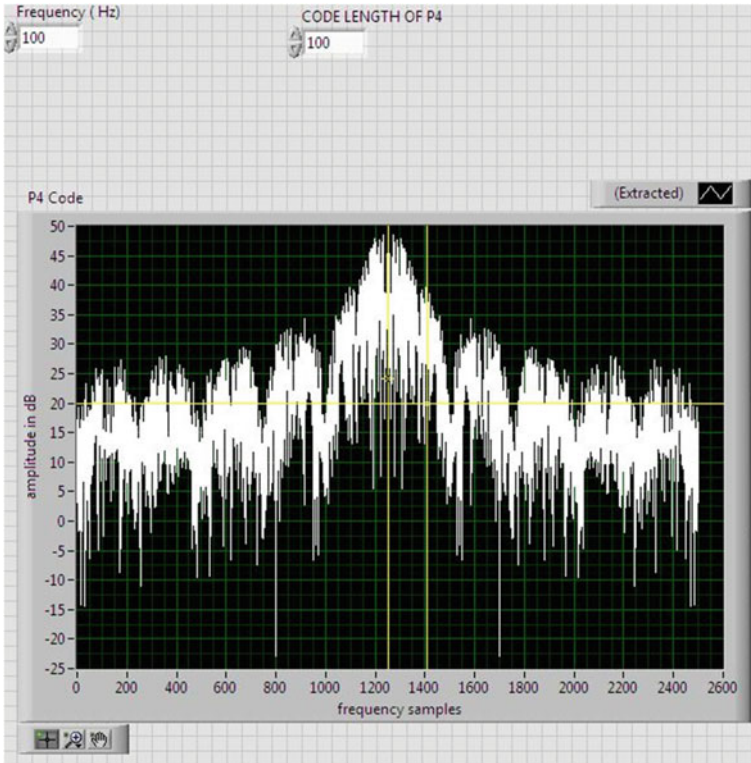 Frequency ( Hz)
CODE LENGTH OF P4
100
100
(Extracted)
P4 Code
50
45
40
35
30
25
20
15
10
5
0
-5
-10
-15
-20
-25
amplitude in dB
0 200 400 600 800 1000 1200 1400 1600 1800 2000 2200 2400 2600
frequency samples